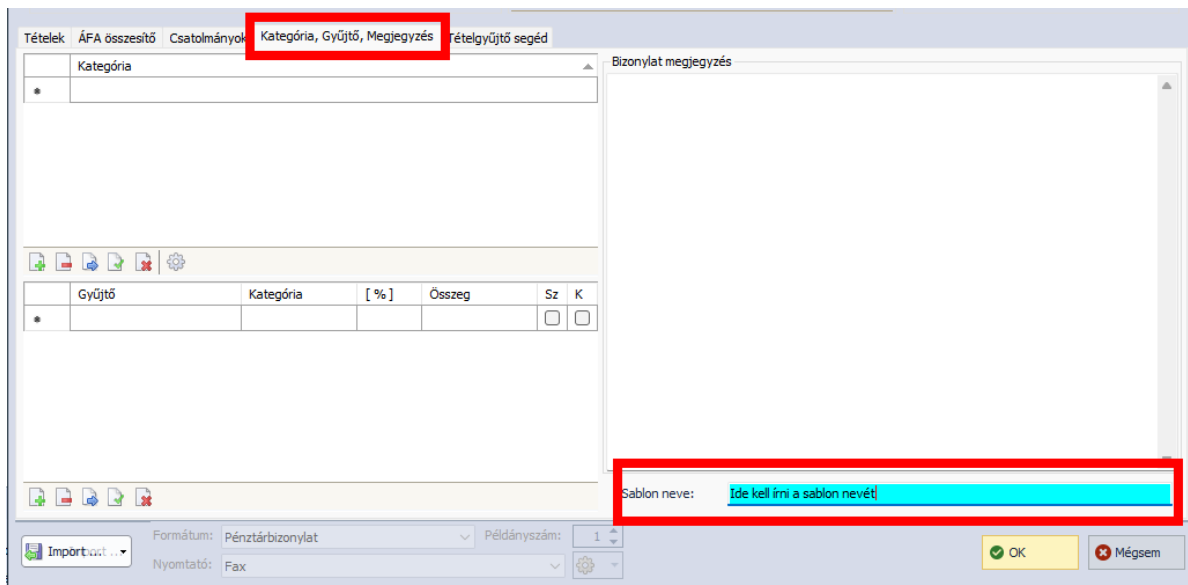 Tételek ÁFA összesítő Csatolmányok Kategória, Gyűjtő, Megjegyzés Tételgyűjtő segéd
Kategória
Bizonylat megjegyzés
Gyűjtő Kategória [ % ] Összeg Sz K
Sablon neve: Ide kell írni a sablon nevét
Formátum: Pénztárbizonylat Példányszám: 1
Import ...
Nyomtató: Fax
OK Mégsem